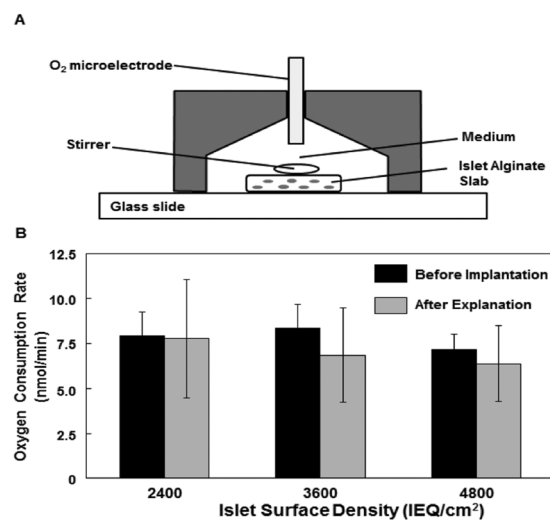 A
O₂ microelectrode
Medium
Stirrer
Islet Alginate
Slab
Glass slide
B
12.5
10.0
7.5
5.0
2.5
0
Oxygen Consumption Rate
(nmol/min)
Before Implantation
After Explanation
2400
3600
4800
Islet Surface Density (IEQ/cm²)